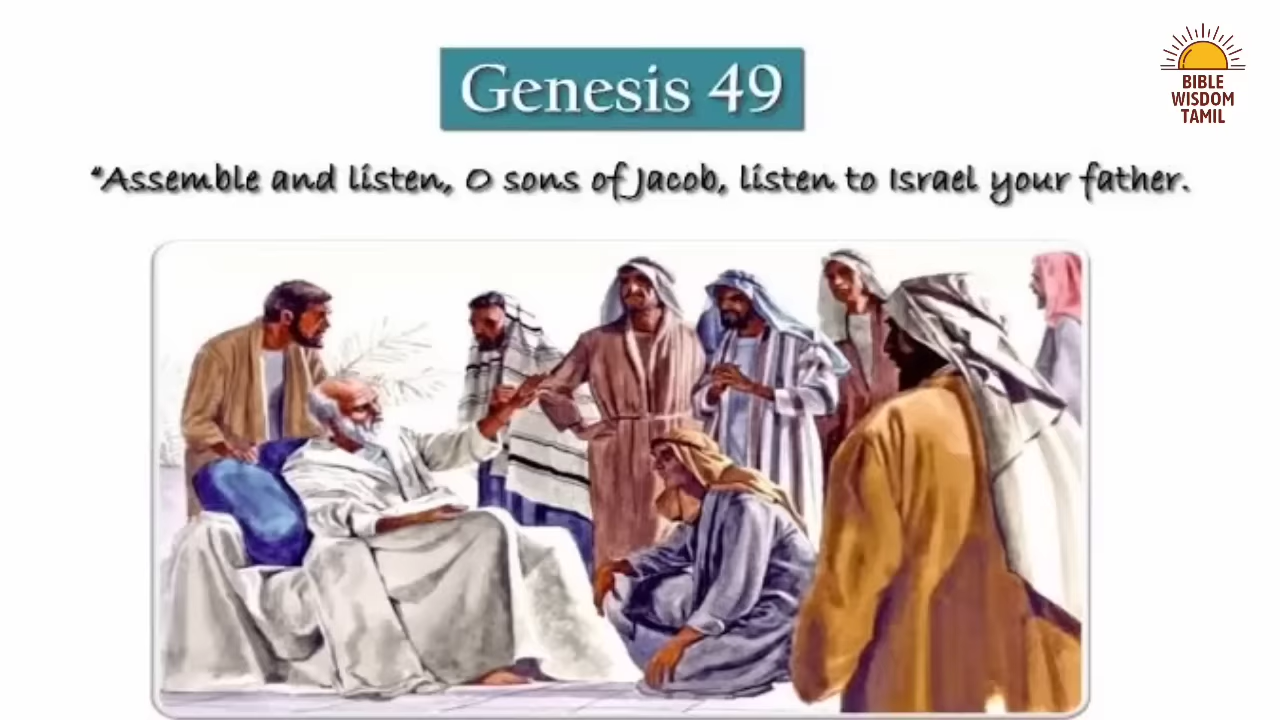 Genesis 49
BIBLE
WISDOM
TAMIL
“Assemble and listen, O sons of Jacob, listen to Israel your father.